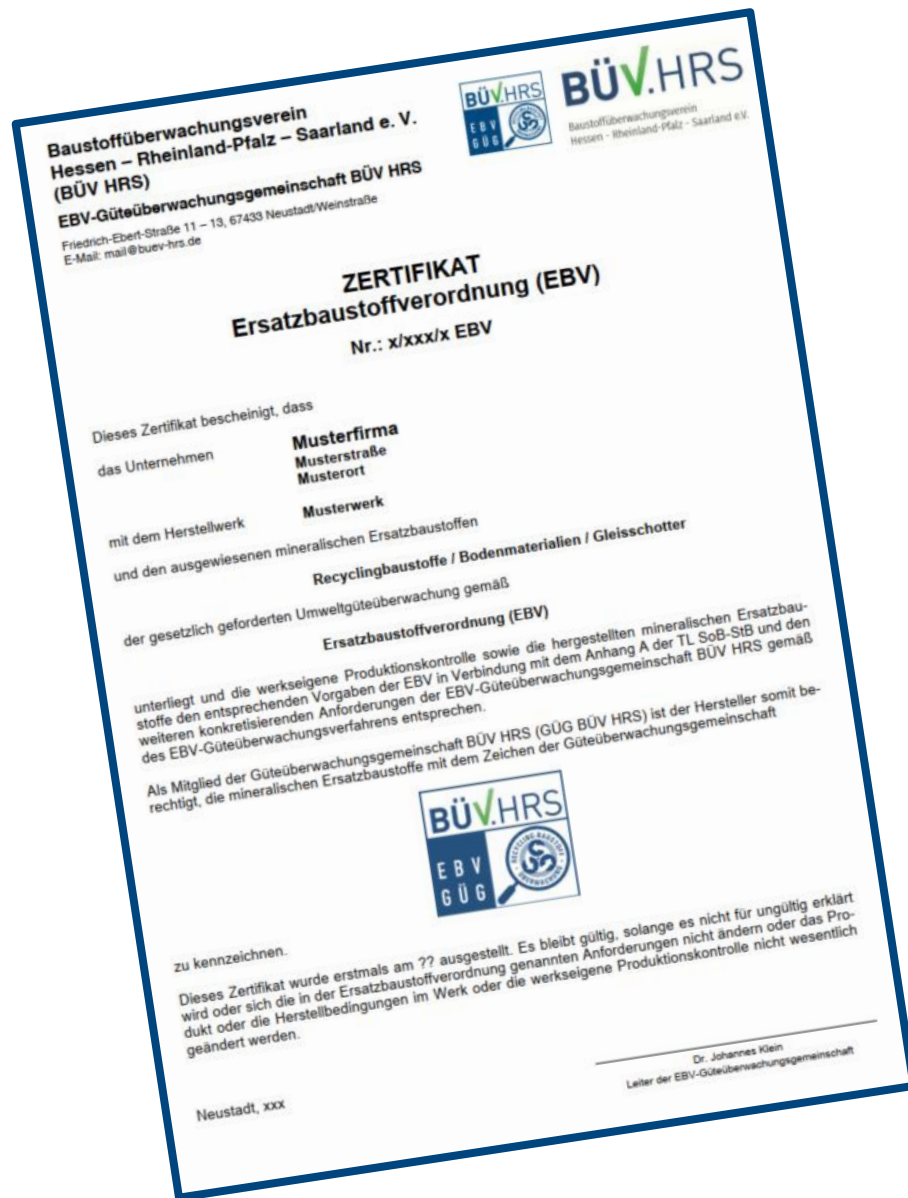 Baustoffüberwachungsverein
Hessen – Rheinland-Pfalz – Saarland e. V.
(BÜV HRS)
EBV-Güteüberwachungsgemeinschaft BÜV HRS
Friedrich-Ebert-Straße 11 – 13, 67433 Neustadt/Weinstraße
E-Mail: mail@buev-hrs.de
BÜV.HRS
EBV
GÜG
BÜV.HRS
Baustoffüberwachungsverein
Hessen - Rheinland-Pfalz - Saarland e.V.
ZERTIFIKAT
Ersatzbaustoffverordnung (EBV)
Nr.: x/xxx/x EBV
Dieses Zertifikat bescheinigt, dass
das Unternehmen Musterfirma
Musterstraße
Musterort
mit dem Herstellwerk Musterwerk
und den ausgewiesenen mineralischen Ersatzbaustoffen
Recyclingbaustoffe / Bodenmaterialien / Gleisschotter
der gesetzlich geforderten Umweltgüteüberwachung gemäß
Ersatzbaustoffverordnung (EBV)
unterliegt und die werkseigene Produktionskontrolle sowie die hergestellten mineralischen Ersatzbau-
stoffe den entsprechenden Vorgaben der EBV in Verbindung mit dem Anhang A der TL SoB-StB und den
weiteren konkretisierenden Anforderungen der EBV-Güteüberwachungsgemeinschaft BÜV HRS gemäß
des EBV-Güteüberwachungsverfahrens entsprechen.
Als Mitglied der Güteüberwachungsgemeinschaft BÜV HRS (GÜG BÜV HRS) ist der Hersteller somit be-
rechtigt, die mineralischen Ersatzbaustoffe mit dem Zeichen der Güteüberwachungsgemeinschaft
BÜV.HRS
EBV
GÜG
RECYCLING-BAUSTOFF
ÜBERWACHUNG
zu kennzeichnen.
Dieses Zertifikat wurde erstmals am ?? ausgestellt. Es bleibt gültig, solange es nicht für ungültig erklärt
wird oder sich die in der Ersatzbaustoffverordnung genannten Anforderungen nicht ändern oder das Pro-
dukt oder die Herstellbedingungen im Werk oder die werkseigene Produktionskontrolle nicht wesentlich
geändert werden.
Dr. Johannes Klein
Leiter der EBV-Güteüberwachungsgemeinschaft
Neustadt, xxx